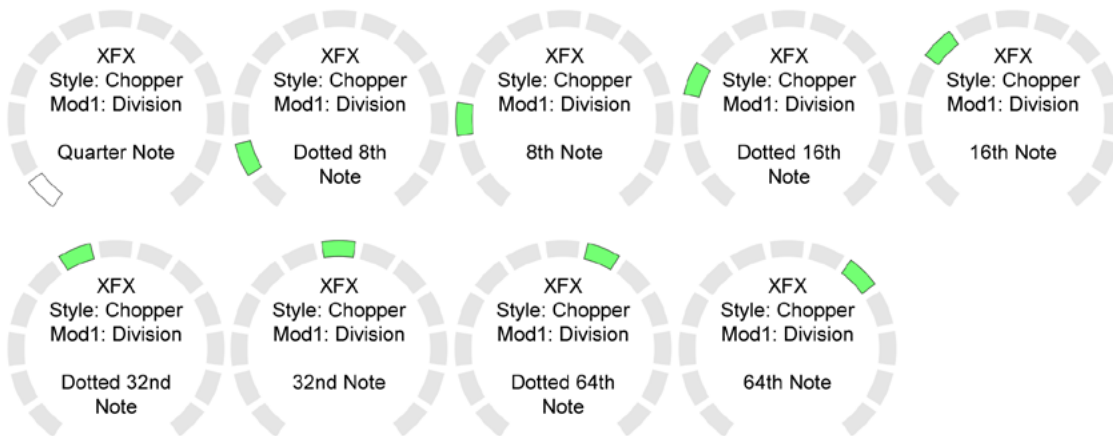 XFX
Style: Chopper
Mod1: Division
Quarter Note
XFX
Style: Chopper
Mod1: Division
Dotted 8th
Note
XFX
Style: Chopper
Mod1: Division
8th Note
XFX
Style: Chopper
Mod1: Division
Dotted 16th
Note
XFX
Style: Chopper
Mod1: Division
16th Note
XFX
Style: Chopper
Mod1: Division
Dotted 32nd
Note
XFX
Style: Chopper
Mod1: Division
32nd Note
XFX
Style: Chopper
Mod1: Division
Dotted 64th
Note
XFX
Style: Chopper
Mod1: Division
64th Note